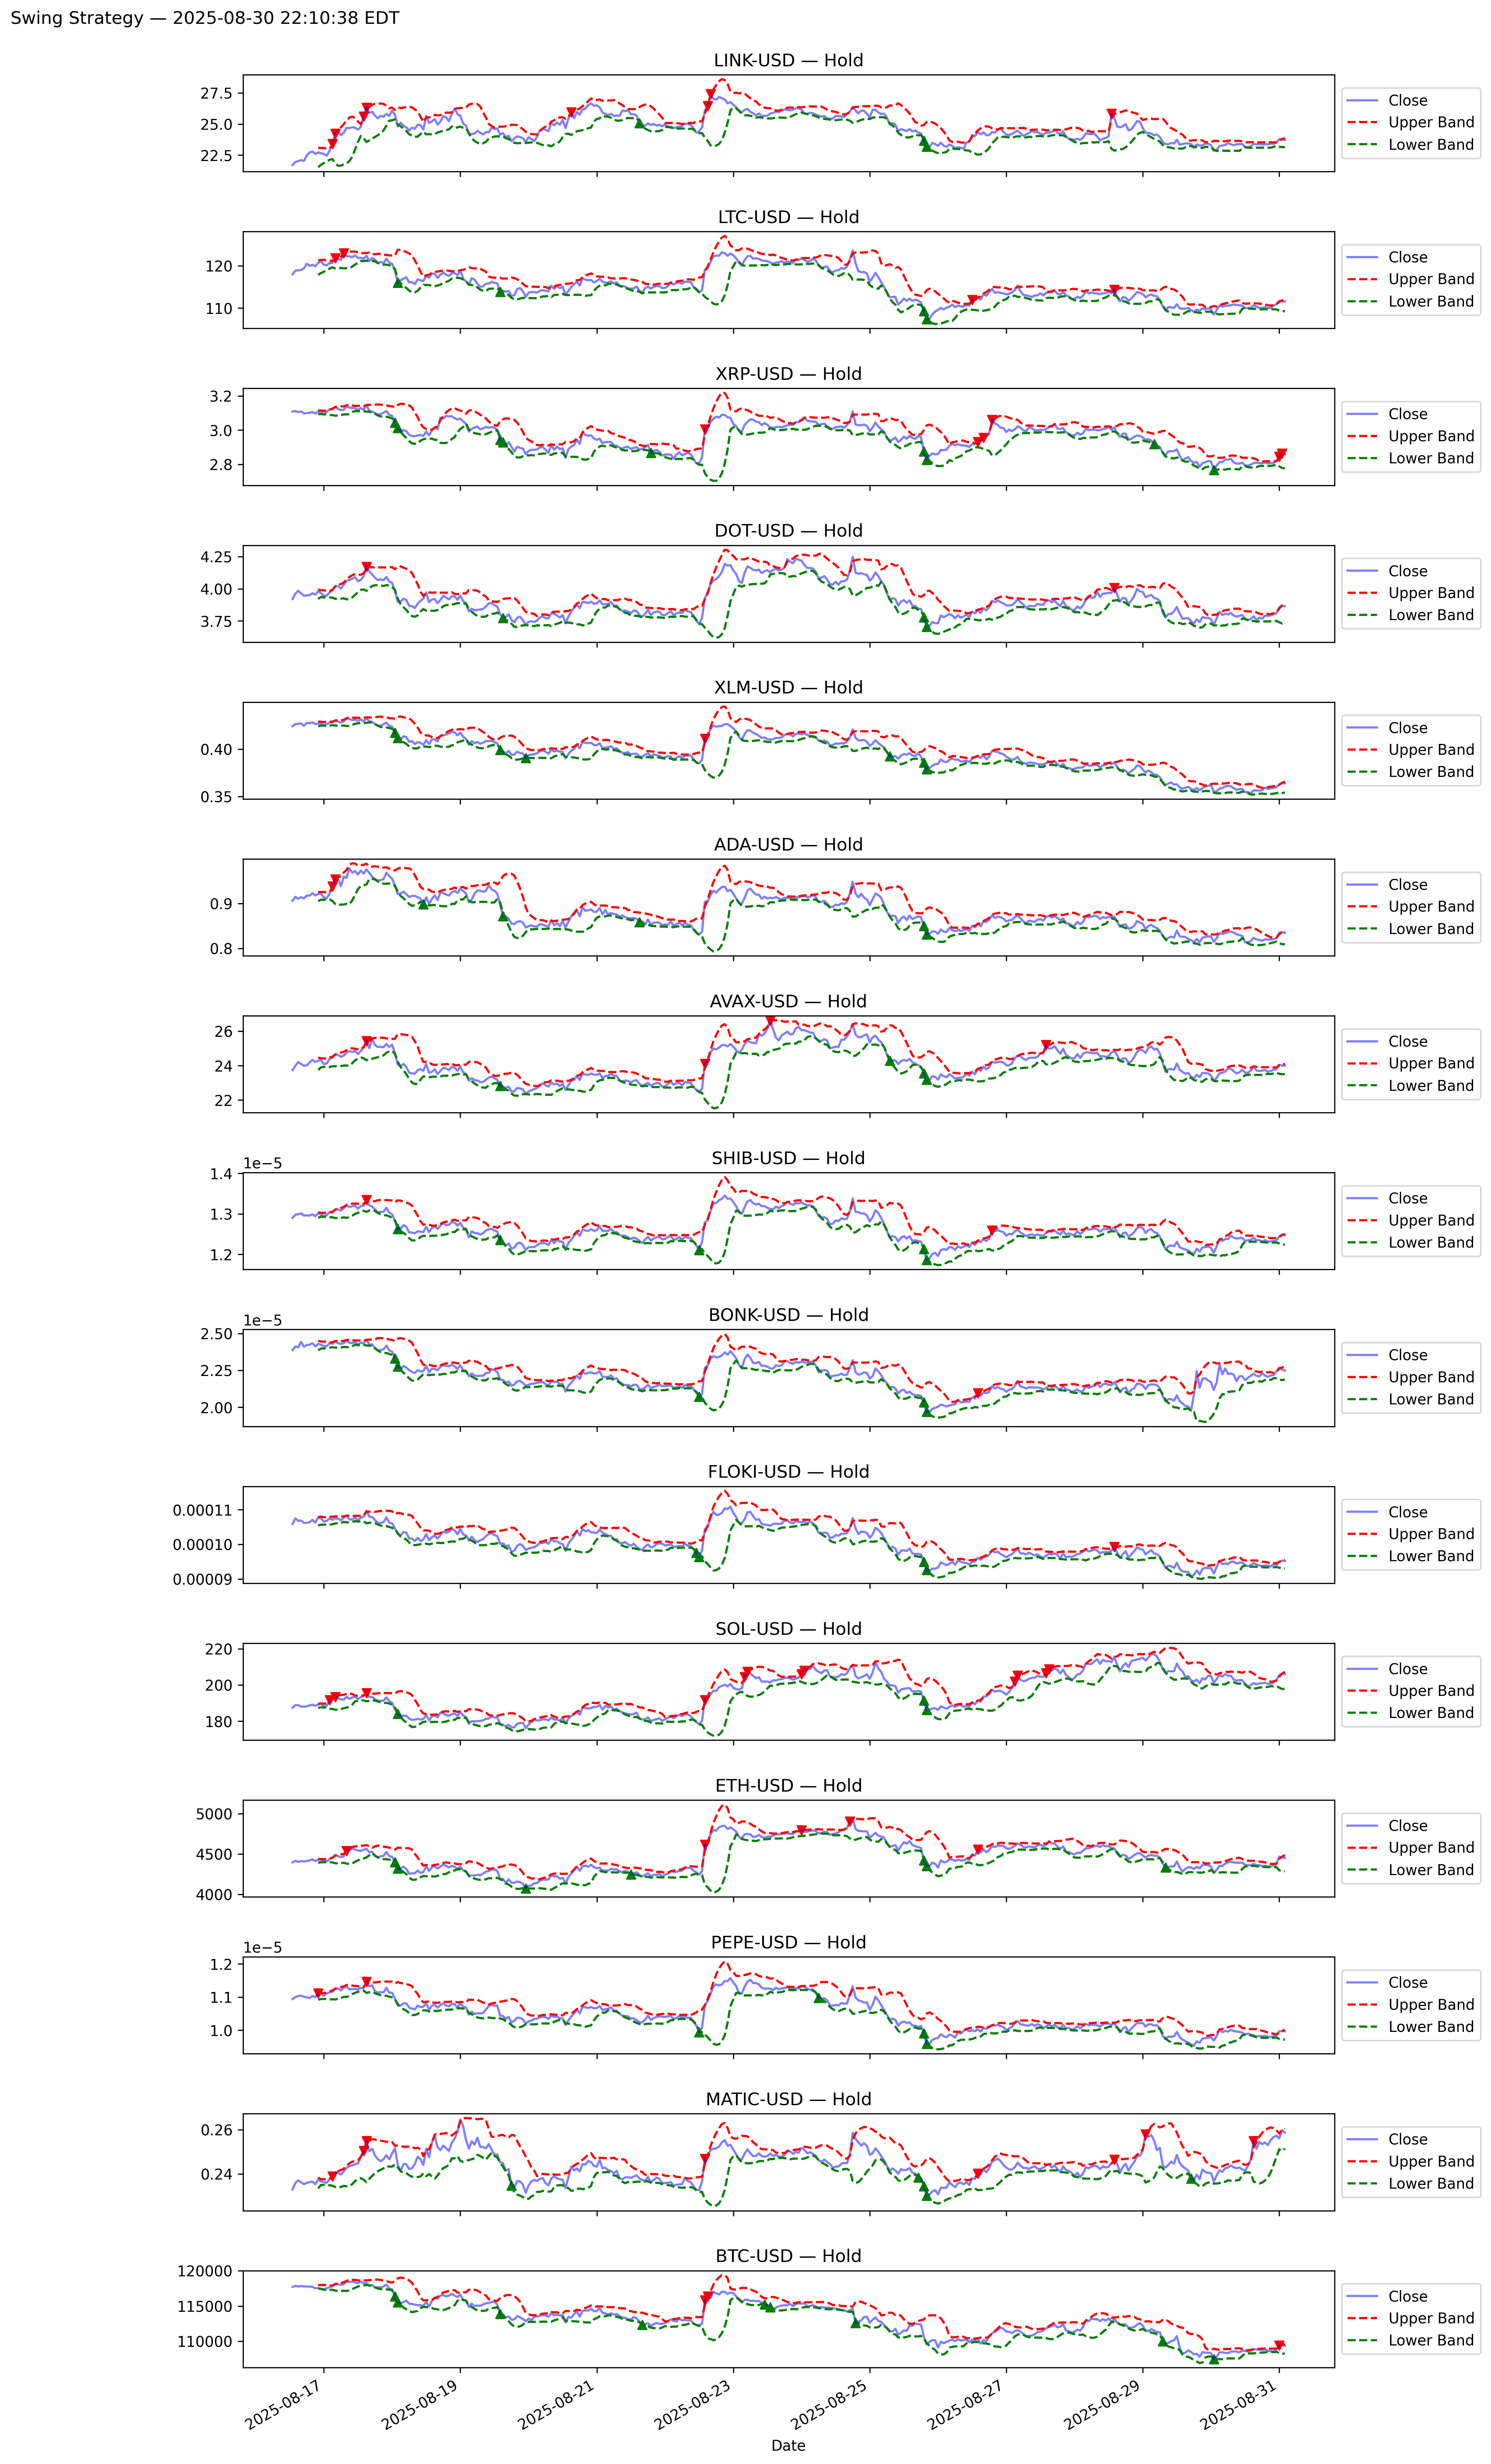 Swing Strategy — 2025-08-30 22:10:38 EDT
LINK-USD — Hold
27.5
25.0
22.5
Close
Upper Band
Lower Band
LTC-USD — Hold
120
110
Close
Upper Band
Lower Band
XRP-USD — Hold
3.2
3.0
2.8
Close
Upper Band
Lower Band
DOT-USD — Hold
4.25
4.00
3.75
Close
Upper Band
Lower Band
XLM-USD — Hold
0.40
0.35
Close
Upper Band
Lower Band
ADA-USD — Hold
0.9
0.8
Close
Upper Band
Lower Band
AVAX-USD — Hold
26
24
22
Close
Upper Band
Lower Band
SHIB-USD — Hold
1e−5
1.4
1.3
1.2
Close
Upper Band
Lower Band
BONK-USD — Hold
1e−5
2.50
2.25
2.00
Close
Upper Band
Lower Band
FLOKI-USD — Hold
0.00011
0.00010
0.00009
Close
Upper Band
Lower Band
SOL-USD — Hold
220
200
180
Close
Upper Band
Lower Band
ETH-USD — Hold
5000
4500
4000
Close
Upper Band
Lower Band
PEPE-USD — Hold
1e−5
1.2
1.1
1.0
Close
Upper Band
Lower Band
MATIC-USD — Hold
0.26
0.24
Close
Upper Band
Lower Band
BTC-USD — Hold
120000
115000
110000
Close
Upper Band
Lower Band
2025-08-17
2025-08-19
2025-08-21
2025-08-23
2025-08-25
2025-08-27
2025-08-29
2025-08-31
Date